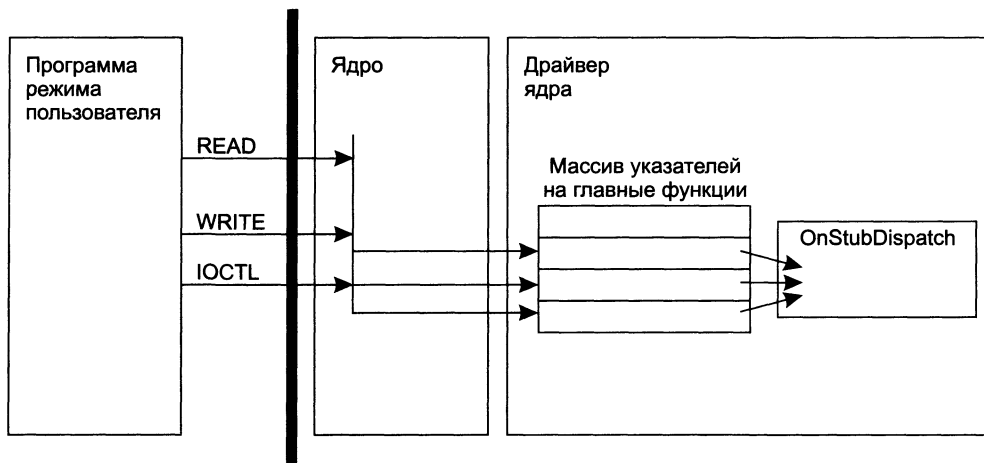 Программа
режима
пользователя
READ
WRITE
IOCTL
Ядро
Драйвер
ядра
Массив указателей
на главные функции
OnStubDispatch